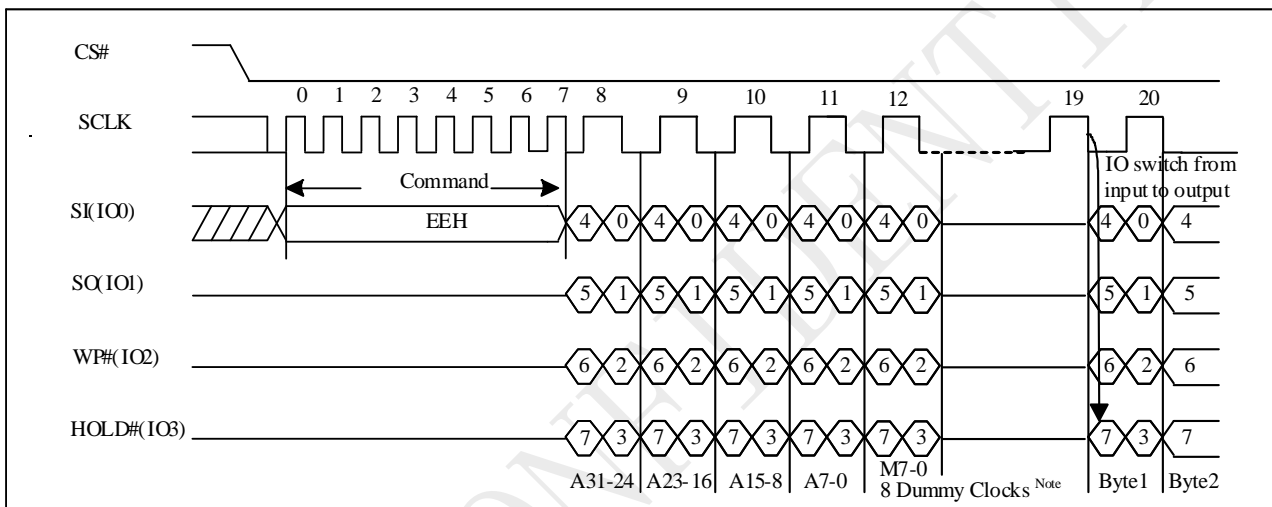 CS#
0 1 2 3 4 5 6 7 8 9 10 11 12 19 20
SCLK
IO switch from
input to output
Command
SI(IO0) EEH 4 0 4 0 4 0 4 0 4 0 4 0 4
SO(IO1) 5 1 5 1 5 1 5 1 5 1 5 1 5
WP#(IO2) 6 2 6 2 6 2 6 2 6 2 6 2 6
HOLD#(IO3) 7 3 7 3 7 3 7 3 7 3 7 3 7
A31-24 A23-16 A15-8 A7-0 M7-0 Byte1 Byte2
8 Dummy Clocks Note